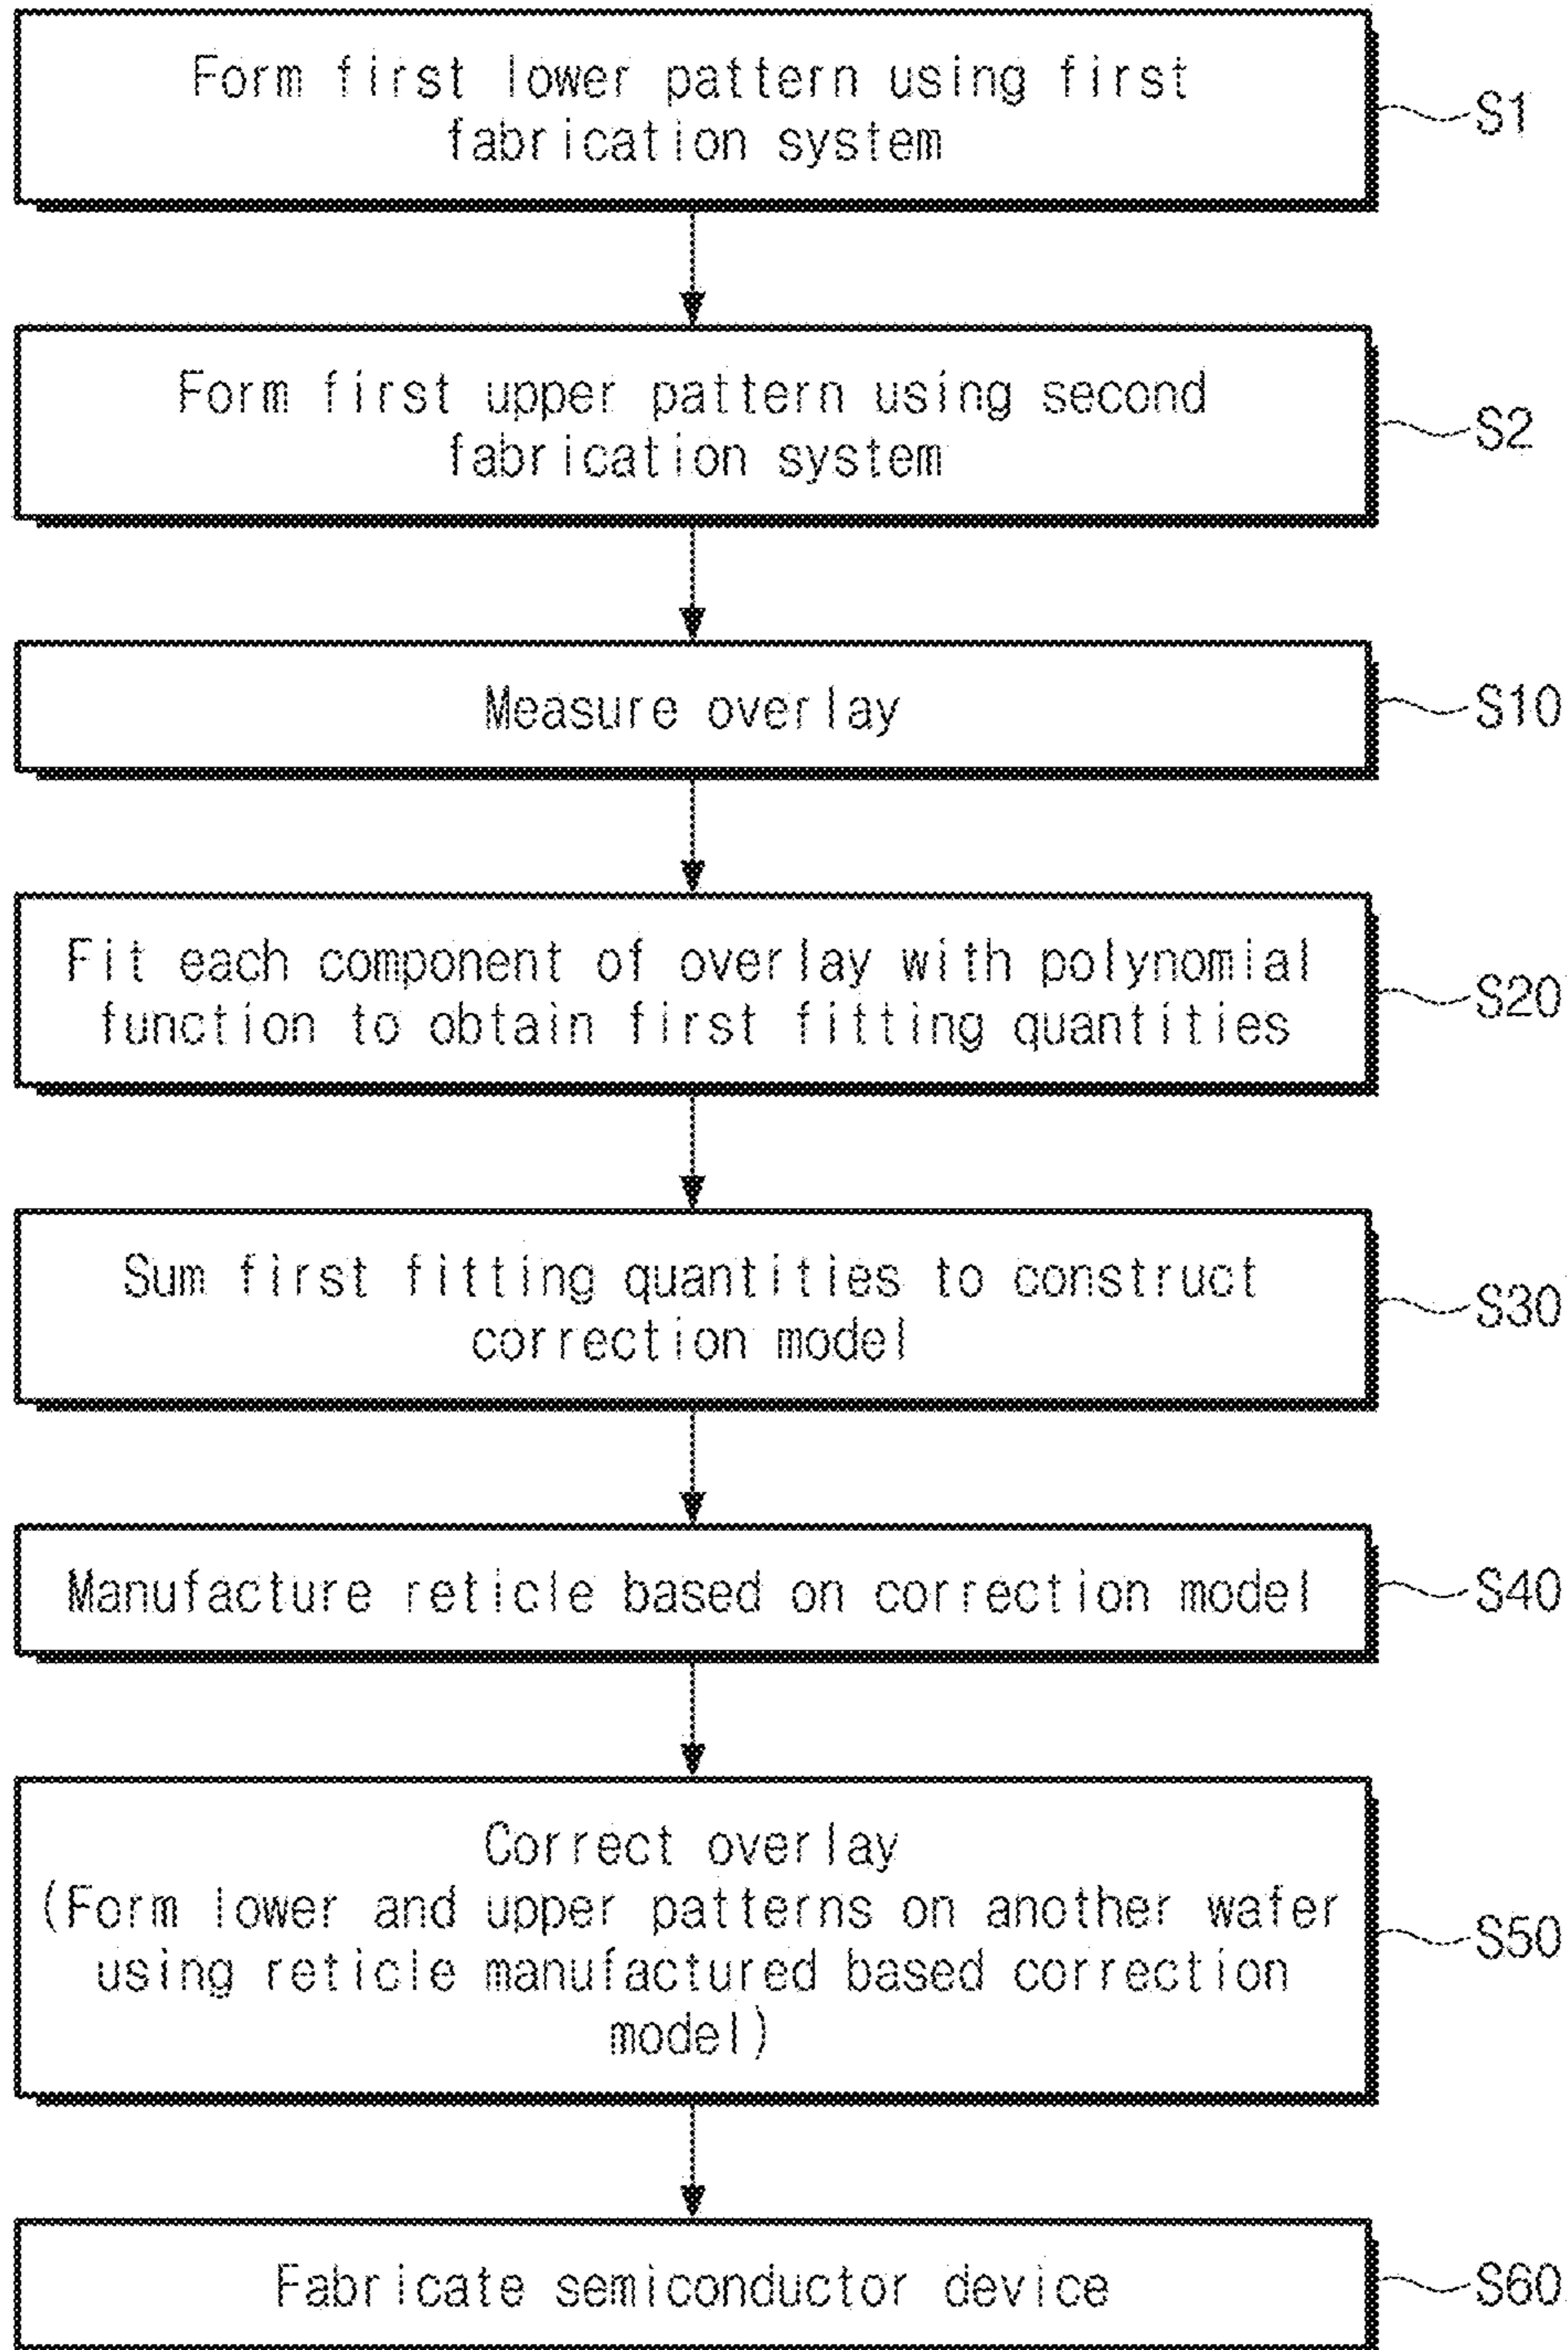 Form first lower pattern using first
fabrication system
S1
Form first upper pattern using second
fabrication system
S2
Measure overlay
S10
Fit each component of overlay with polynomial
function to obtain first fitting quantities
S20
Sum first fitting quantities to construct
correction model
S30
Manufacture reticle based on correction model
S40
Correct overlay
(Form lower and upper patterns on another wafer
using reticle manufactured based correction
model)
S50
Fabricate semiconductor device
S60